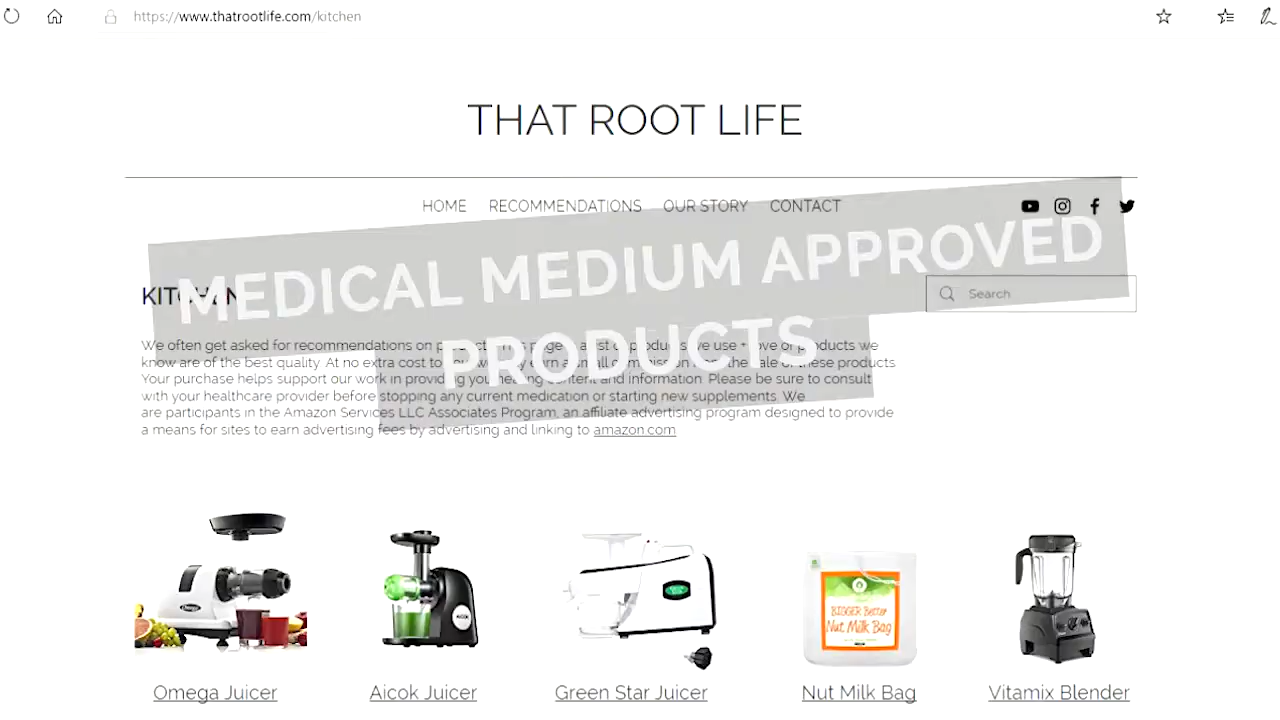 https://www.thatrootlife.com/kitchen
THAT ROOT LIFE
HOME RECOMMENDATIONS OUR STORY CONTACT
MEDICAL MEDIUM APPROVED
PRODUCTS
KITCHEN
Search
We often get asked for recommendations on products. This page a list of products we use + love or products we
know are of the best quality. At no extra cost to you, we may earn a small commission from the sale of these products.
Your purchase helps support our work in providing you healing content and information. Please be sure to consult
with your healthcare provider before stopping any current medication or starting new supplements. We
are participants in the Amazon Services LLC Associates Program, an affiliate advertising program designed to provide
a means for sites to earn advertising fees by advertising and linking to amazon.com
Omega
AICOK
BIGGER Better
Nut Milk Bag
Omega Juicer Aicok Juicer Green Star Juicer Nut Milk Bag Vitamix Blender